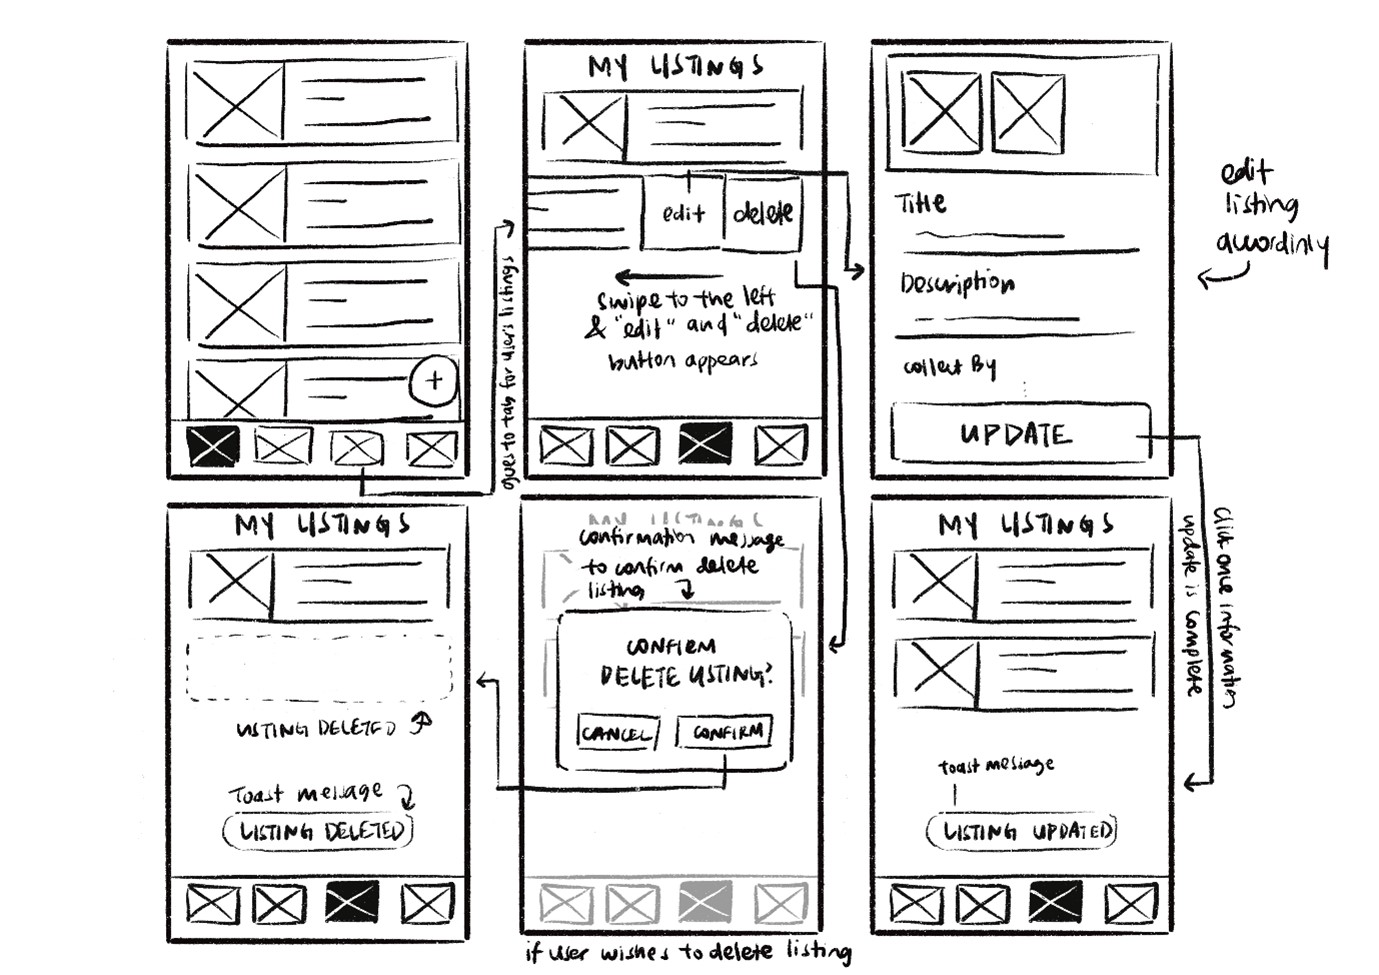 +
goes to tab for users listings
MY LISTINGS
edit
delete
swipe to the left
& "edit" and "delete"
button appears
Title
Description
collect By
UPDATE
edit
listing
accordinly
click once information
update is complete
MY LISTINGS
LISTING DELETED
Toast message
LISTING DELETED
MY LISTINGS
confirmation message
to confirm delete
listing
CONFIRM
DELETE LISTING?
CANCEL
CONFIRM
if user wishes to delete listing
MY LISTINGS
toast message
LISTING UPDATED